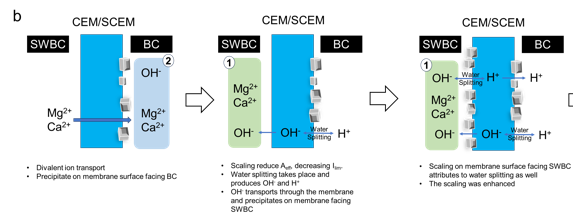 b
CEM/SCEM
SWBC
BC
2
OH-
Mg2+
Ca2+
Mg2+
Ca2+
• Divalent ion transport
• Precipitate on membrane surface facing BC
CEM/SCEM
SWBC
BC
1
Mg2+
Ca2+
OH-
OH-
Water
Splitting
H+
• Scaling reduce Aeff, decreasing Ilim.
• Water splitting takes place and
produces OH- and H+
• OH- transports through the membrane
and precipitates on membrane facing
SWBC
CEM/SCEM
SWBC
BC
1
OH-
Water
Splitting
H+
H+
Mg2+
Ca2+
OH-
OH-
Water
Splitting
H+
• Scaling on membrane surface facing SWBC
attributes to water splitting as well
• The scaling was enhanced